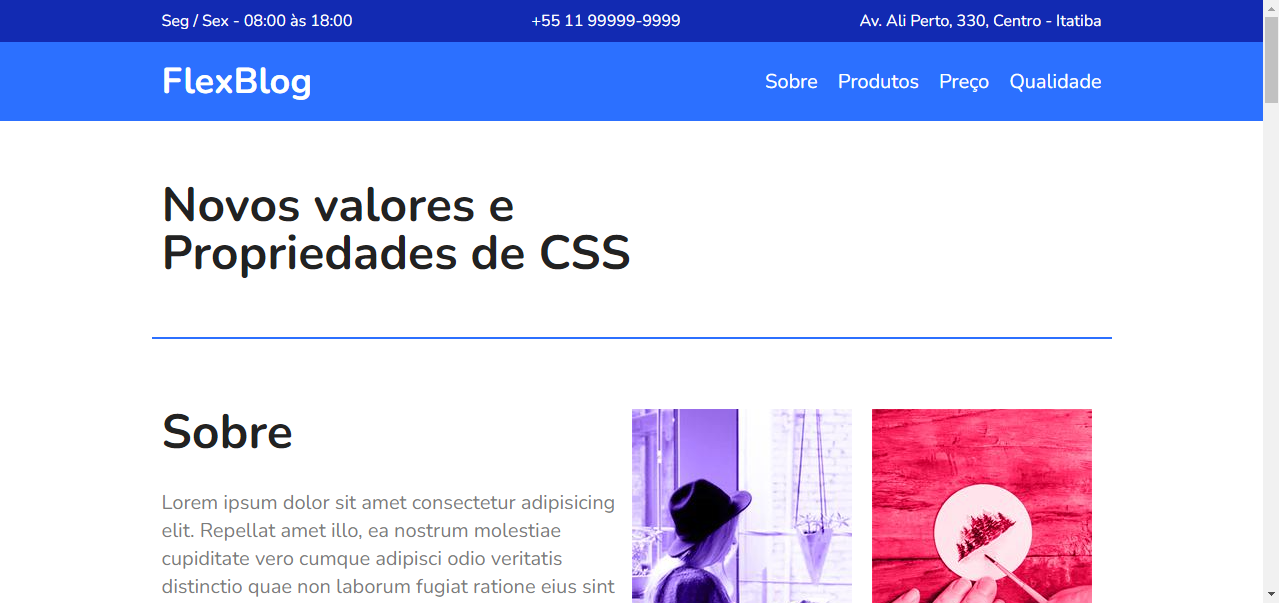 Seg / Sex - 08:00 às 18:00
+55 11 99999-9999
Av. Ali Perto, 330, Centro - Itatiba
FlexBlog
Sobre
Produtos
Preço
Qualidade
Novos valores e
Propriedades de CSS
Sobre
Lorem ipsum dolor sit amet consectetur adipisicing
elit. Repellat amet illo, ea nostrum molestiae
cupiditate vero cumque adipisci odio veritatis
distinctio quae non laborum fugiat ratione eius sint